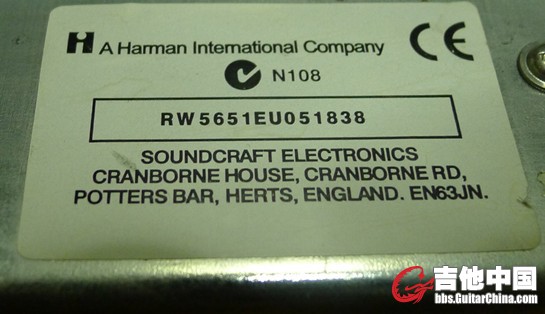 H A Harman International Company CE
N108
RW5651EU051838
SOUNDCRAFT ELECTRONICS
CRANBORNE HOUSE, CRANBORNE RD,
POTTERS BAR, HERTS, ENGLAND. EN63JN.
吉他中国
bbs.GuitarChina.com